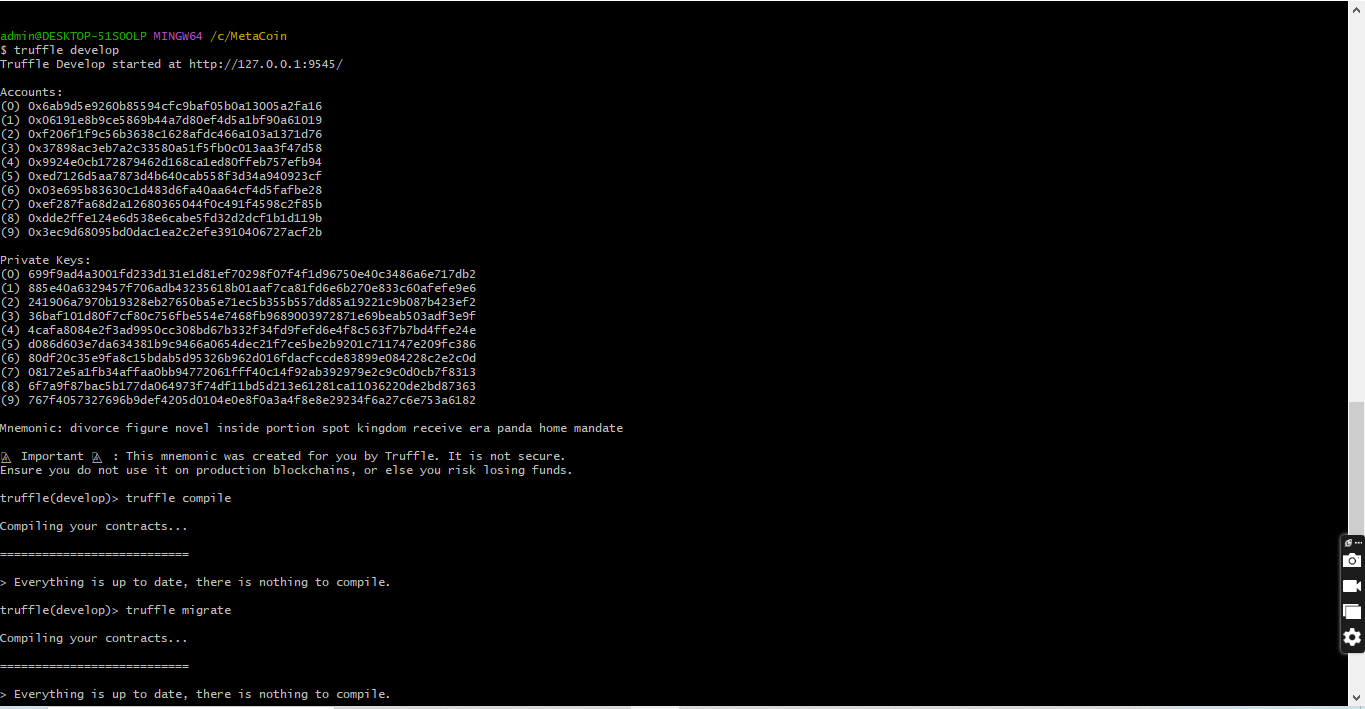 admin@DESKTOP-51SOOLP MINGW64 /c/MetaCoin
$ truffle develop
Truffle Develop started at http://127.0.0.1:9545/
Accounts:
(0) 0x6ab9d5e9260b85594cfc9baf05b0a13005a2fa16
(1) 0x06191e8b9ce5869b44a7d80ef4d5a1bf90a61019
(2) 0xf206f1f9c56b3638c1628afdc466a103a1371d76
(3) 0x37898ac3eb7a2c33580a51f5fb0c013aa3f47d58
(4) 0x9924e0cb172879462d168ca1ed80ffeb757efb94
(5) 0xed7126d5aa7873d4b640cab558f3d34a940923cf
(6) 0x03e695b83630c1d483d6fa40aa64cf4d5fafbe28
(7) 0xef287fa68d2a12680365044f0c491f4598c2f85b
(8) 0xdde2ffe124e6d538e6cabe5fd32d2dcf1b1d119b
(9) 0x3ec9d68095bd0dac1ea2c2efe3910406727acf2b
Private Keys:
(0) 699f9ad4a3001fd233d131e1d81ef70298f07f4f1d96750e40c3486a6e717db2
(1) 885e40a6329457f706adb43235618b01aaf7ca81fd6e6b270e833c60afefe9e6
(2) 241906a7970b19328eb27650ba5e71ec5b355b557dd85a19221c9b087b423ef2
(3) 36baf101d80f7cf80c756fbe554e7468fb9689003972871e69beab503adf3e9f
(4) 4cafa8084e2f3ad9950cc308bd67b332f34fd9fefd6e4f8c563f7b7bd4ffe24e
(5) d086d603e7da634381b9c9466a0654dec21f7ce5be2b9201c711747e209fc386
(6) 80df20c35e9fa8c15bdab5d95326b962d016fdacfccde83899e084228c2e2c0d
(7) 08172e5a1fb34affaa0bb94772061fff40c14f92ab392979e2c9c0d0cb7f8313
(8) 6f7a9f87bac5b177da064973f74df11bd5d213e61281ca11036220de2bd87363
(9) 767f4057327696b9def4205d0104e0e8f0a3a4f8e8e29234f6a27c6e753a6182
Mnemonic: divorce figure novel inside portion spot kingdom receive era panda home mandate
⚠ Important ⚠ : This mnemonic was created for you by Truffle. It is not secure.
Ensure you do not use it on production blockchains, or else you risk losing funds.
truffle(develop)> truffle compile
Compiling your contracts...
===========================
> Everything is up to date, there is nothing to compile.
truffle(develop)> truffle migrate
Compiling your contracts...
===========================
> Everything is up to date, there is nothing to compile.